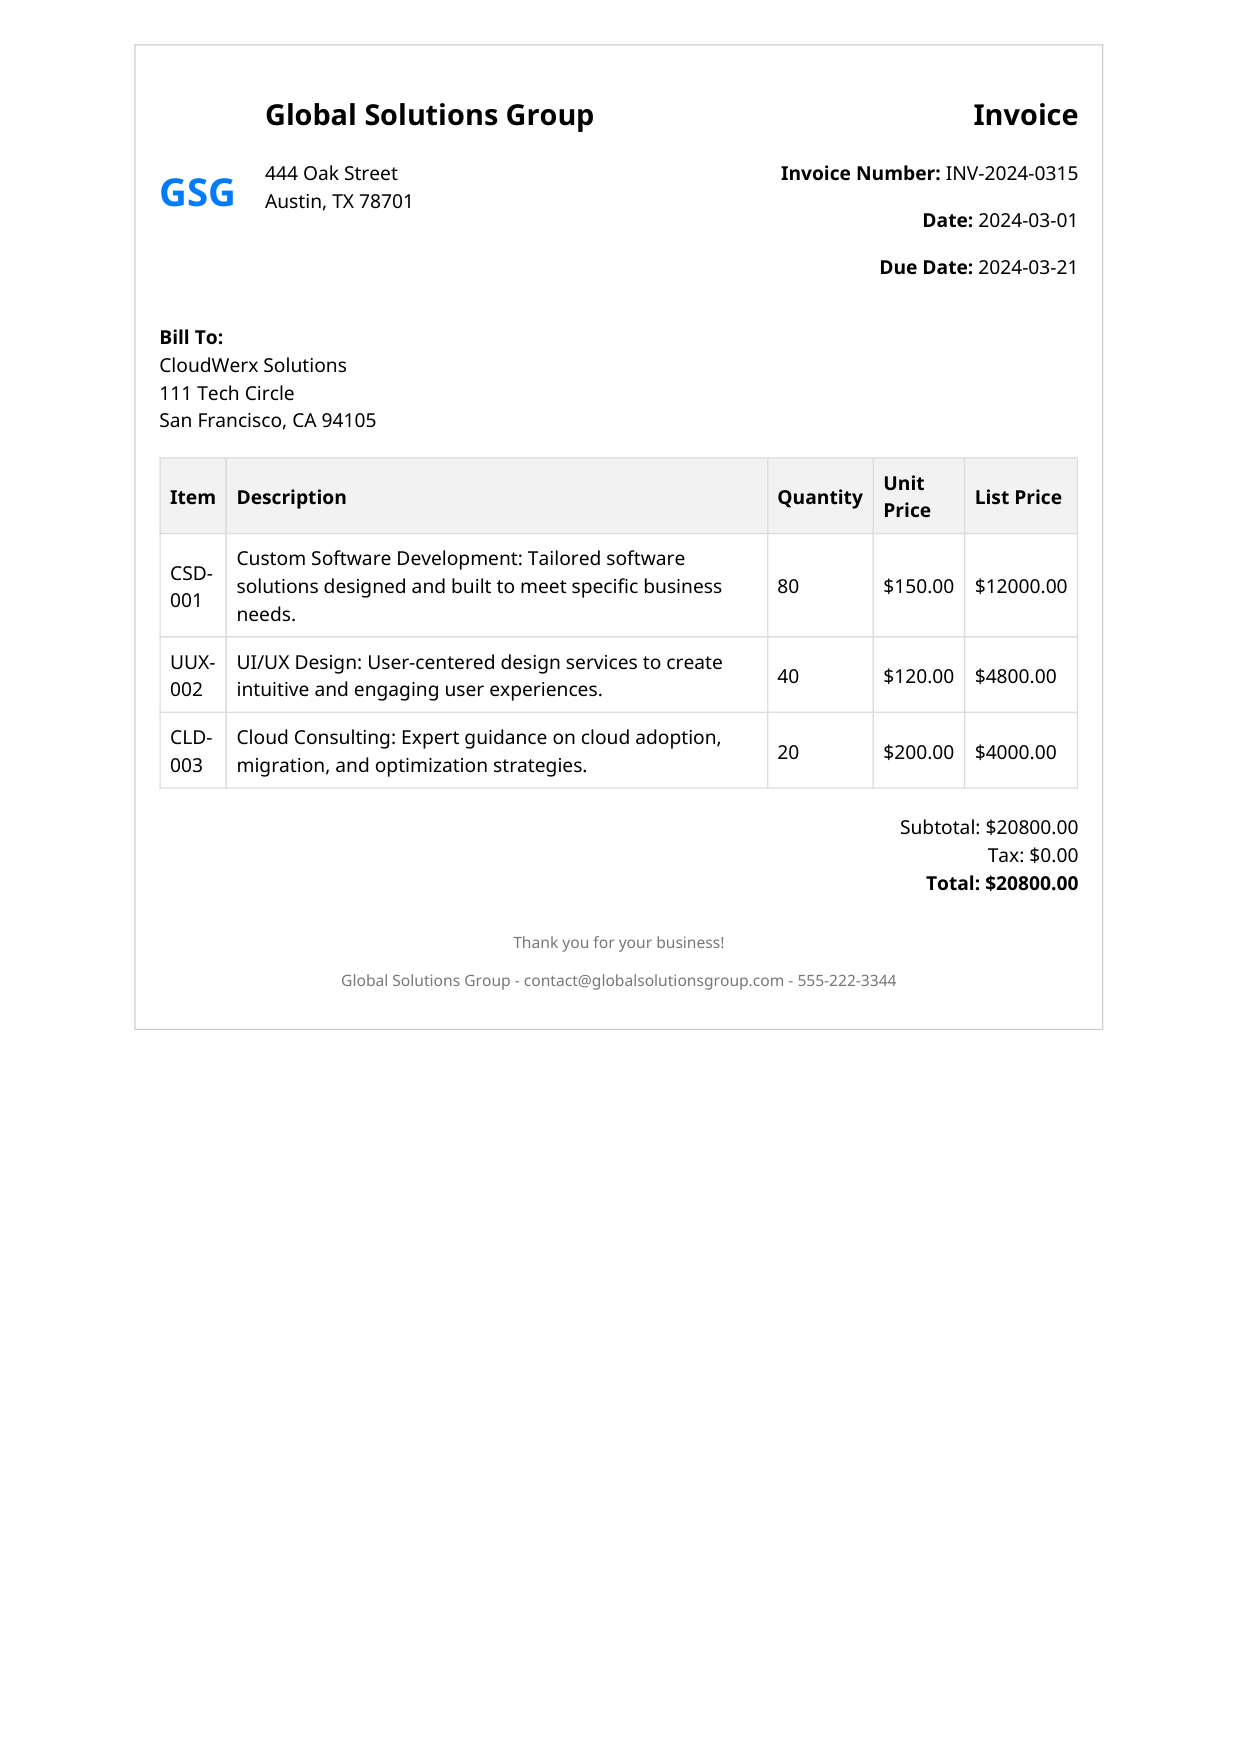 GSG
Global Solutions Group
444 Oak Street
Austin, TX 78701
Invoice
Invoice Number: INV-2024-0315
Date: 2024-03-01
Due Date: 2024-03-21
Bill To:
CloudWerx Solutions
111 Tech Circle
San Francisco, CA 94105
Item Description Quantity Unit Price List Price
CSD-
001
Custom Software Development: Tailored software
solutions designed and built to meet specific business
needs.
80 $150.00 $12000.00
UUX-
002
UI/UX Design: User-centered design services to create
intuitive and engaging user experiences.
40 $120.00 $4800.00
CLD-
003
Cloud Consulting: Expert guidance on cloud adoption,
migration, and optimization strategies.
20 $200.00 $4000.00
Subtotal: $20800.00
Tax: $0.00
Total: $20800.00
Thank you for your business!
Global Solutions Group - contact@globalsolutionsgroup.com - 555-222-3344